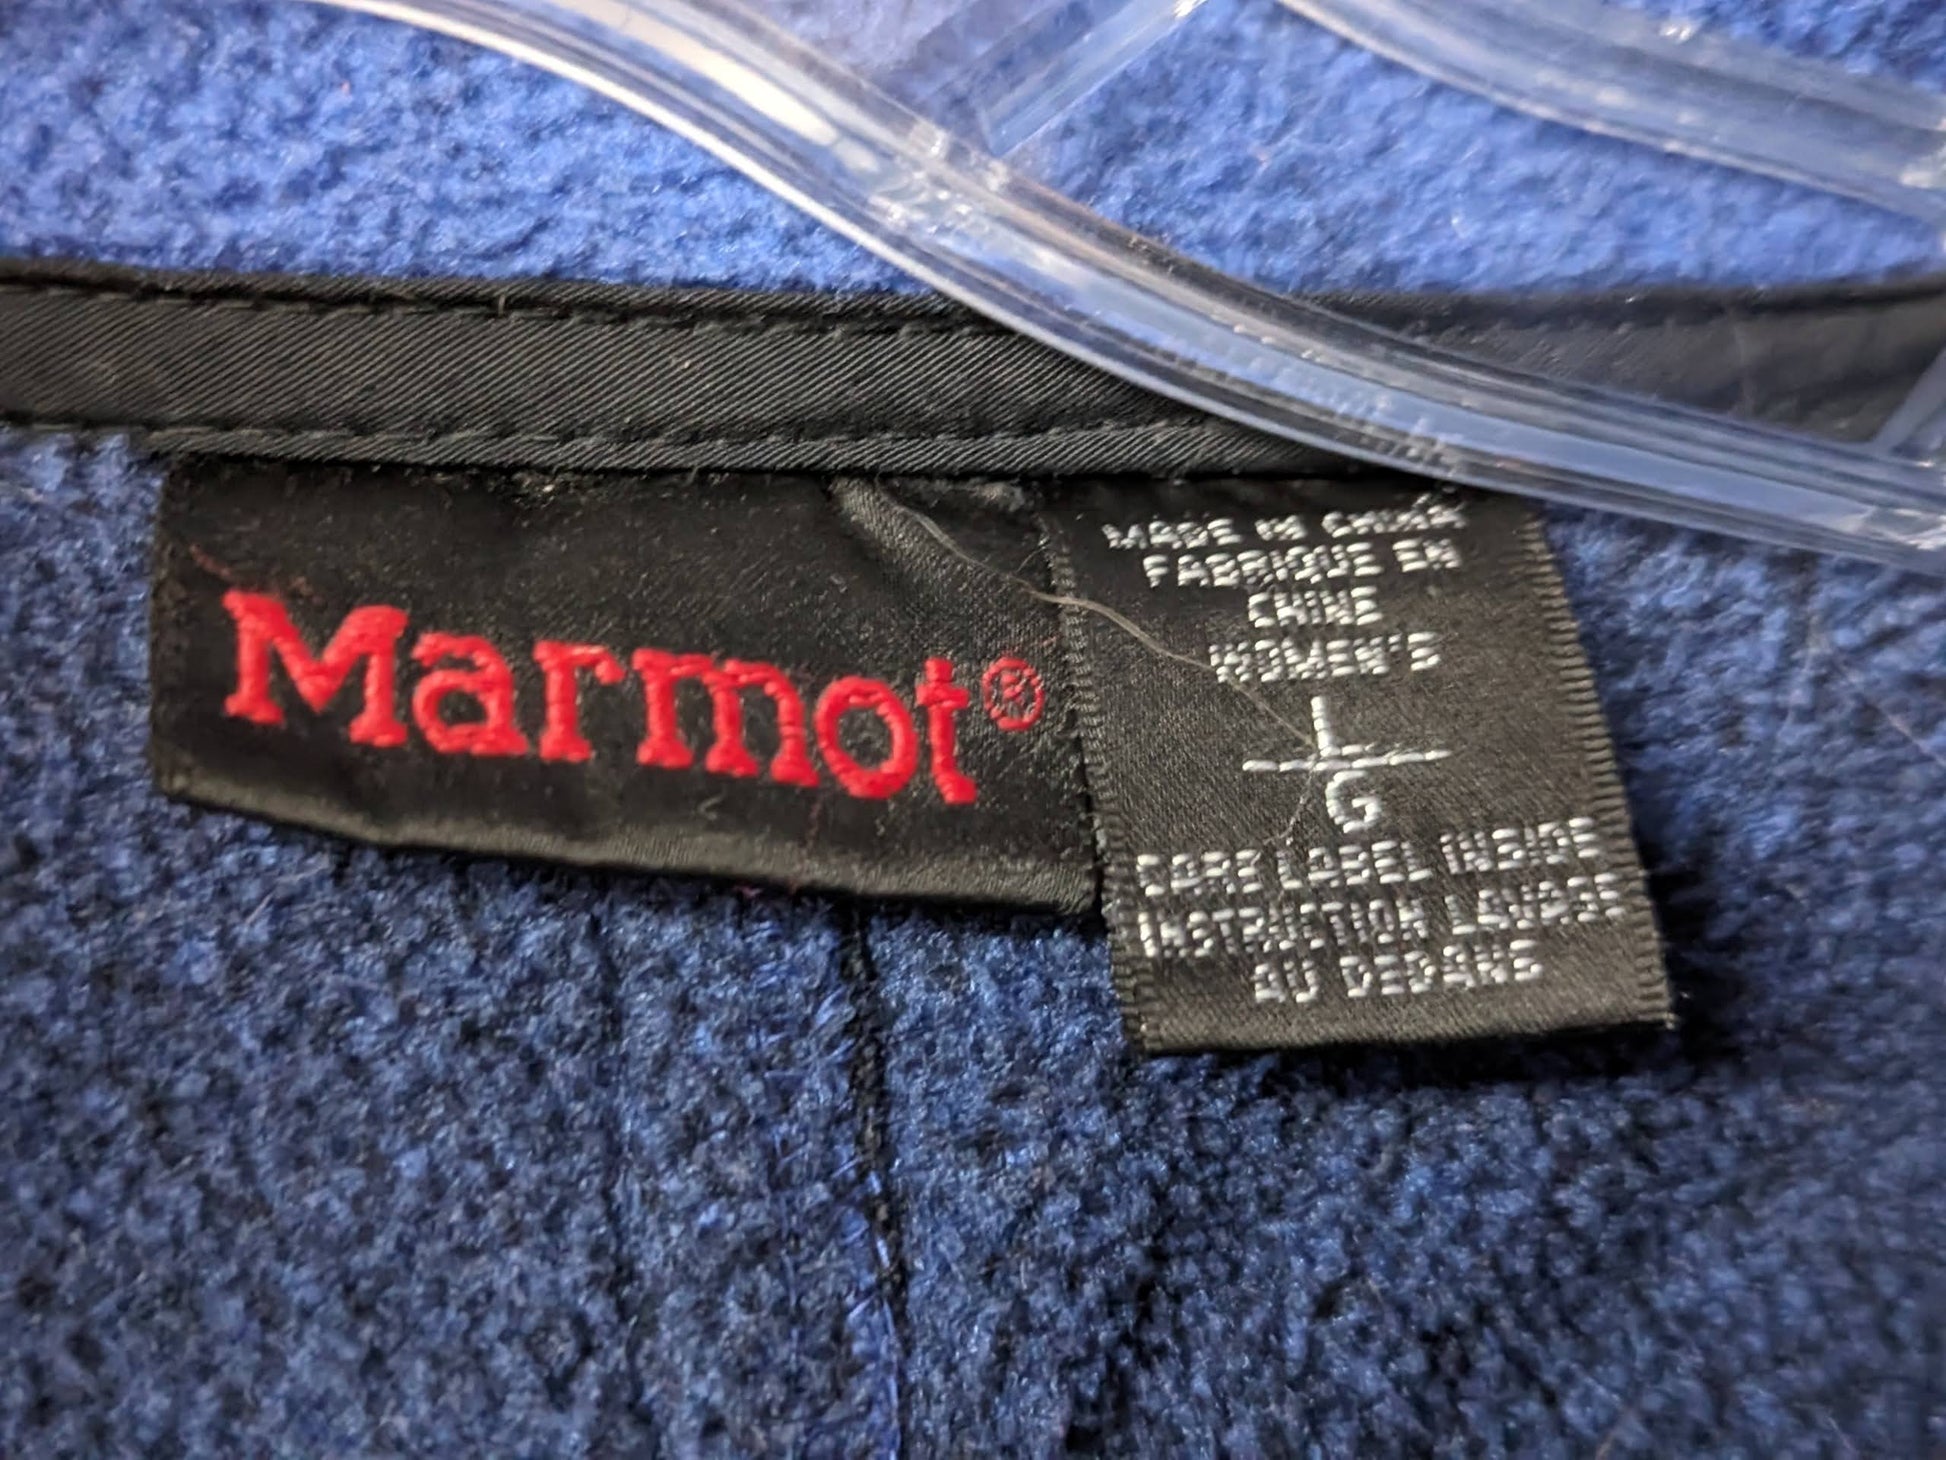 Marmot®
MADE IN CHINA
FABRIQUE EN
CHINE
WOMEN'S
L
G
CARE LABEL INSIDE
INSTRUCTION LAVAGE
AU DEDANS